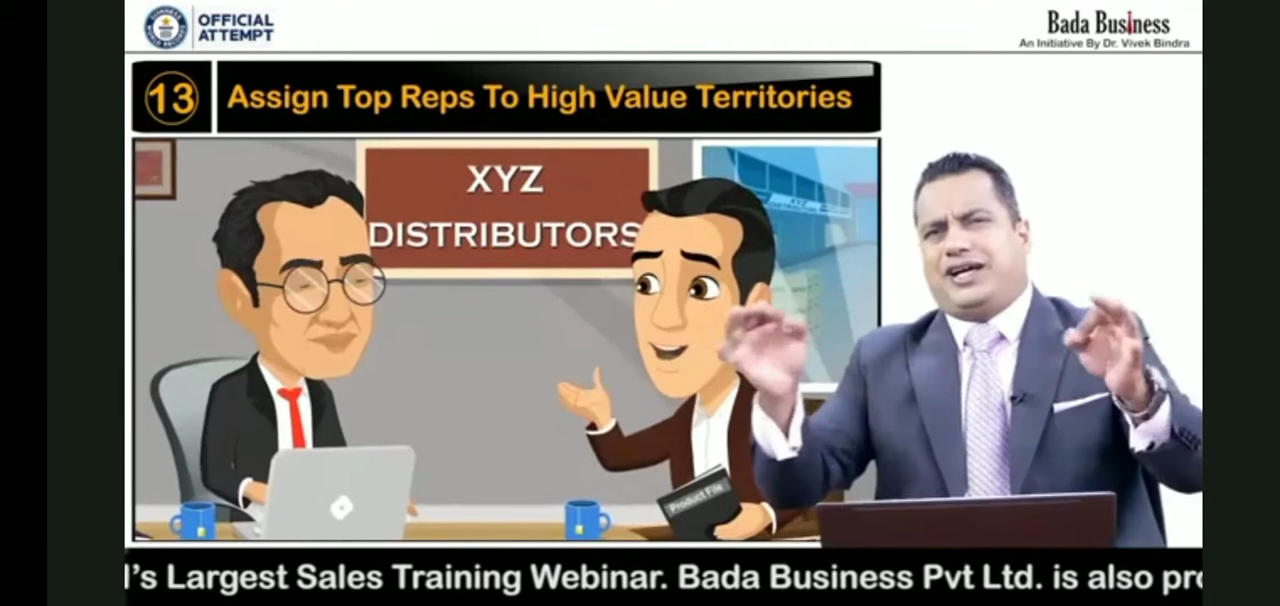 OFFICIAL
ATTEMPT
Bada Business
An Initiative By Dr. Vivek Bindra
13
Assign Top Reps To High Value Territories
XYZ
DISTRIBUTORS
Product File
l's Largest Sales Training Webinar. Bada Business Pvt Ltd. is also pro